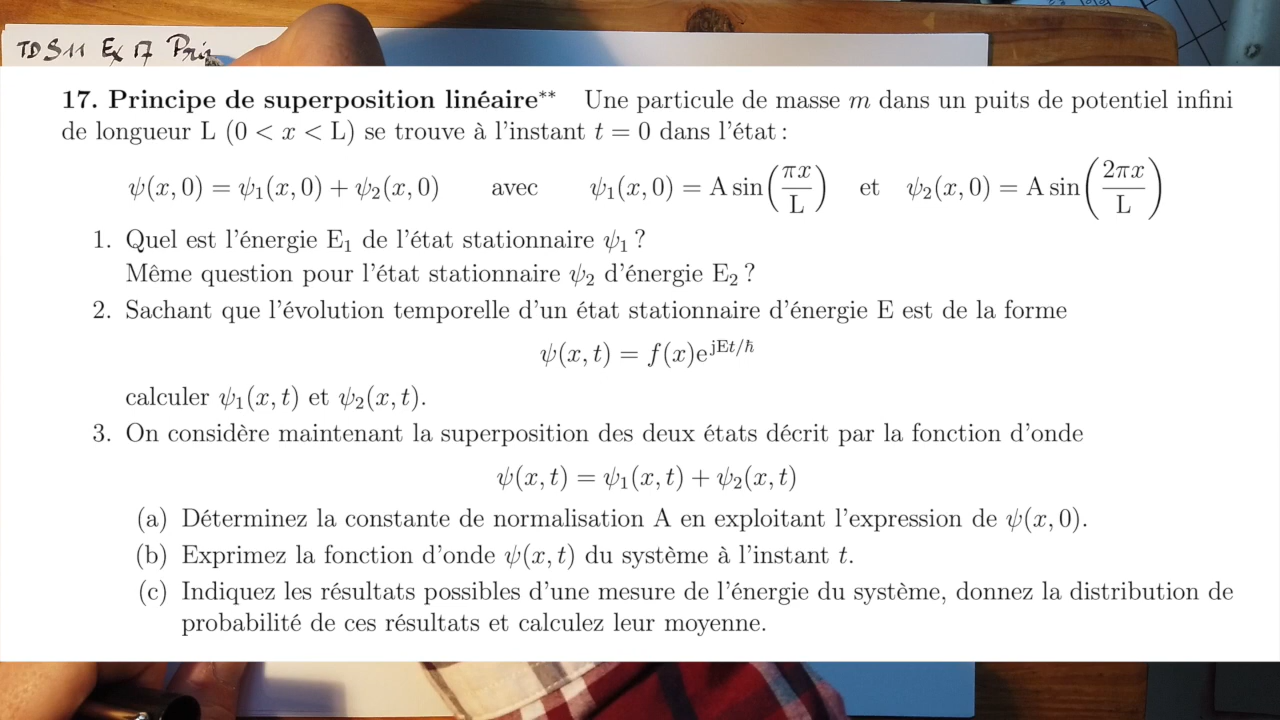 TD S11 Ex 17 Prin
17. Principe de superposition linéaire** Une particule de masse m dans un puits de potentiel infini
de longueur L (0 < x < L) se trouve à l'instant t = 0 dans l'état :
ψ(x, 0) = ψ₁(x, 0) + ψ₂(x, 0) avec ψ₁(x, 0) = A sin(πx/L) et ψ₂(x, 0) = A sin(2πx/L)
1. Quel est l'énergie E₁ de l'état stationnaire ψ₁ ?
Même question pour l'état stationnaire ψ₂ d'énergie E₂ ?
2. Sachant que l'évolution temporelle d'un état stationnaire d'énergie E est de la forme
ψ(x, t) = f(x)e^{jEt/ħ}
calculer ψ₁(x, t) et ψ₂(x, t).
3. On considère maintenant la superposition des deux états décrit par la fonction d'onde
ψ(x, t) = ψ₁(x, t) + ψ₂(x, t)
(a) Déterminez la constante de normalisation A en exploitant l'expression de ψ(x, 0).
(b) Exprimez la fonction d'onde ψ(x, t) du système à l'instant t.
(c) Indiquez les résultats possibles d'une mesure de l'énergie du système, donnez la distribution de
probabilité de ces résultats et calculez leur moyenne.